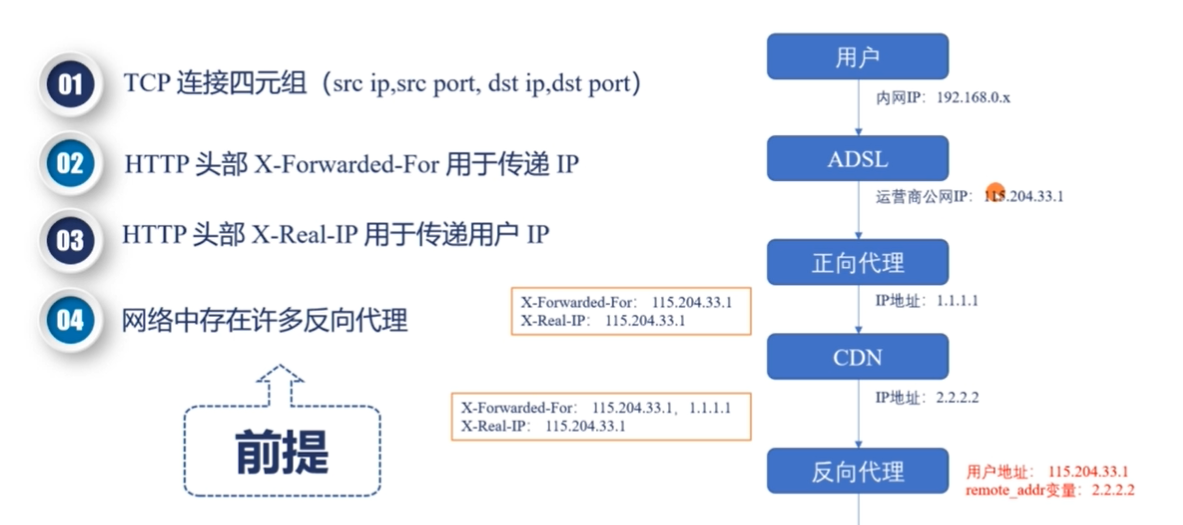 01
TCP 连接四元组（src ip,src port, dst ip,dst port）
02
HTTP 头部 X-Forwarded-For 用于传递 IP
03
HTTP 头部 X-Real-IP 用于传递用户 IP
04
网络中存在许多反向代理
前提
用户
内网IP：192.168.0.x
ADSL
运营商公网IP：115.204.33.1
正向代理
IP地址：1.1.1.1
X-Forwarded-For： 115.204.33.1
X-Real-IP： 115.204.33.1
CDN
IP地址：2.2.2.2
X-Forwarded-For： 115.204.33.1，1.1.1.1
X-Real-IP： 115.204.33.1
反向代理
用户地址： 115.204.33.1
remote_addr变量：2.2.2.2